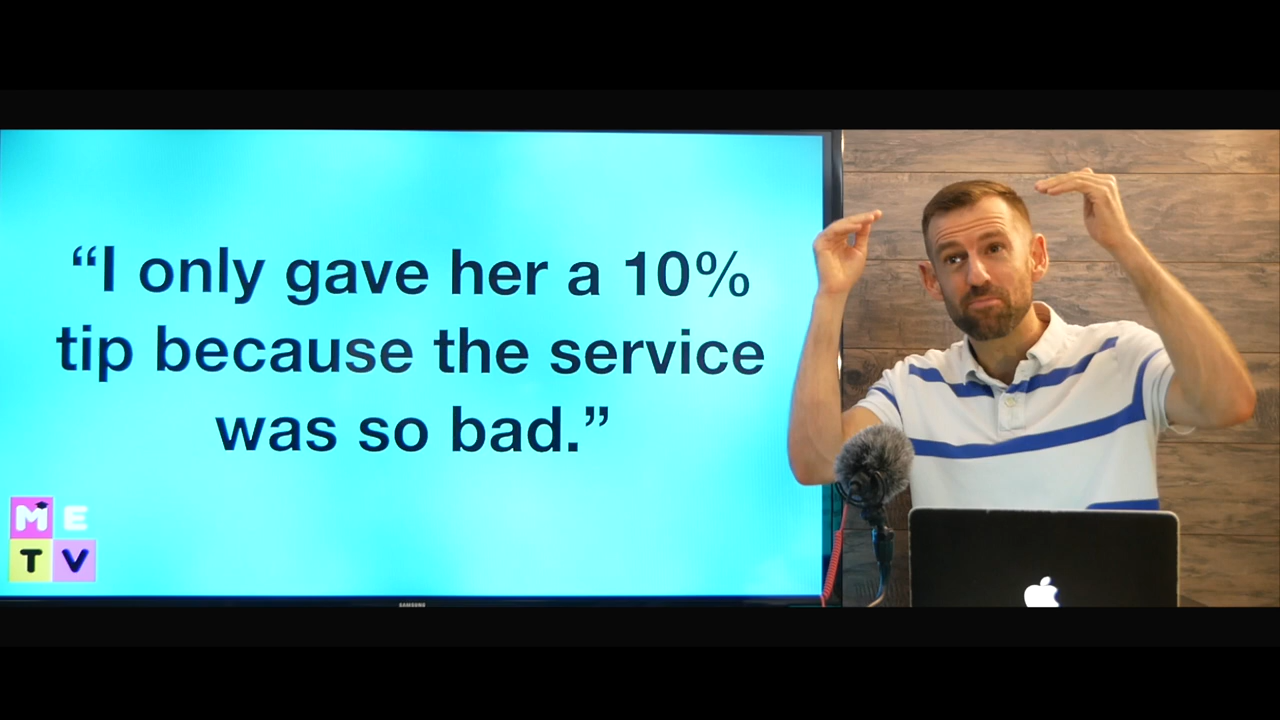 “I only gave her a 10%
tip because the service
was so bad.”
M E
T V
SAMSUNG